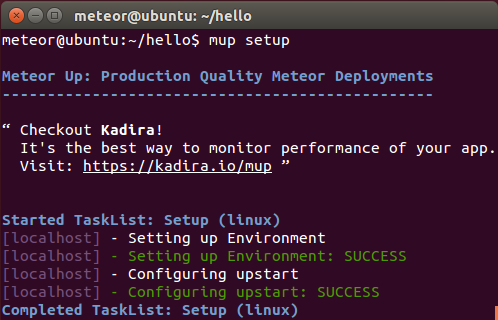 meteor@ubuntu: ~/hello
meteor@ubuntu:~/hello$ mup setup
Meteor Up: Production Quality Meteor Deployments
------------------------------------------------
“ Checkout Kadira!
It's the best way to monitor performance of your app.
Visit: https://kadira.io/mup ”
Started TaskList: Setup (linux)
[localhost] - Setting up Environment
[localhost] - Setting up Environment: SUCCESS
[localhost] - Configuring upstart
[localhost] - Configuring upstart: SUCCESS
Completed TaskList: Setup (linux)